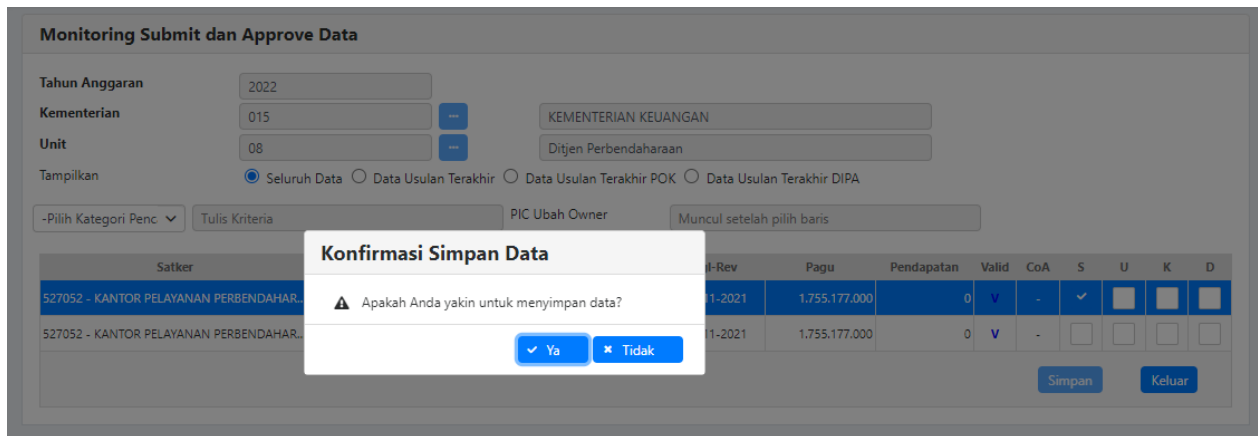 Monitoring Submit dan Approve Data
Tahun Anggaran 2022
Kementerian 015 ... KEMENTERIAN KEUANGAN
Unit 08 ... Ditjen Perbendaharaan
Tampilkan Seluruh Data Data Usulan Terakhir Data Usulan Terakhir POK Data Usulan Terakhir DIPA
-Pilih Kategori Penc Tulis Kriteria PIC Ubah Owner Muncul setelah pilih baris
Konfirmasi Simpan Data
Apakah Anda yakin untuk menyimpan data?
Ya Tidak
Satker l-Rev Pagu Pendapatan Valid CoA S U K D
527052 - KANTOR PELAYANAN PERBENDAHAR... 11-2021 1.755.177.000 0 V -
527052 - KANTOR PELAYANAN PERBENDAHAR... 11-2021 1.755.177.000 0 V -
Simpan Keluar